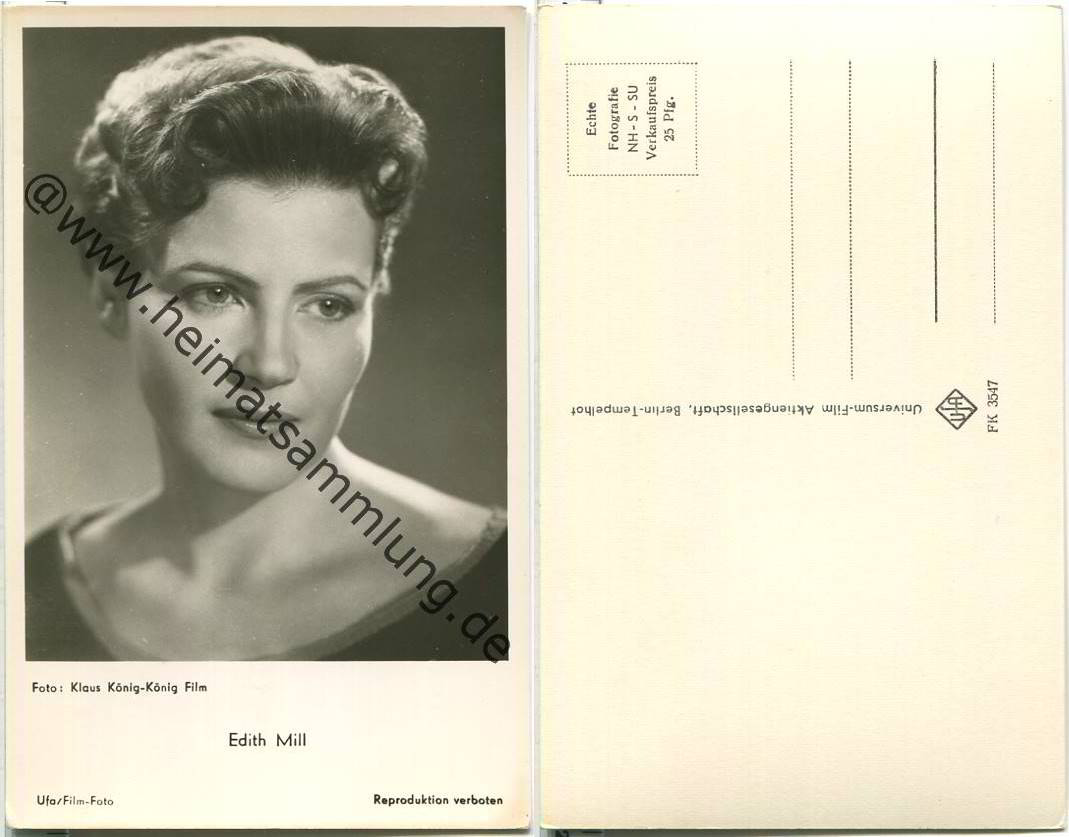 @www.heimatsammlung.de
Foto: Klaus König-König Film
Edith Mill
Ufa/Film-Foto
Reproduktion verboten
Echte
Fotografie
NH - S - SU
Verkaufspreis
25 Pfg.
Universum-Film Aktiengesellschaft, Berlin-Tempelhof
UFA
FK 3547